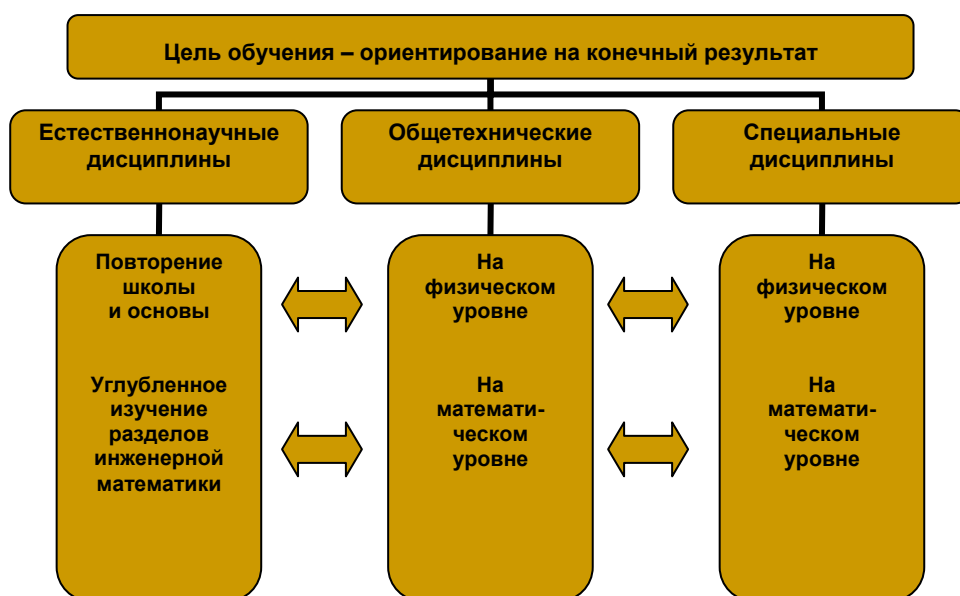 Цель обучения – ориентирование на конечный результат
Естественнонаучные
дисциплины
Общетехнические
дисциплины
Специальные
дисциплины
Повторение
школы
и основы
Углубленное
изучение
разделов
инженерной
математики
На
физическом
уровне
На
математи-
ческом
уровне
На
физическом
уровне
На
математи-
ческом
уровне